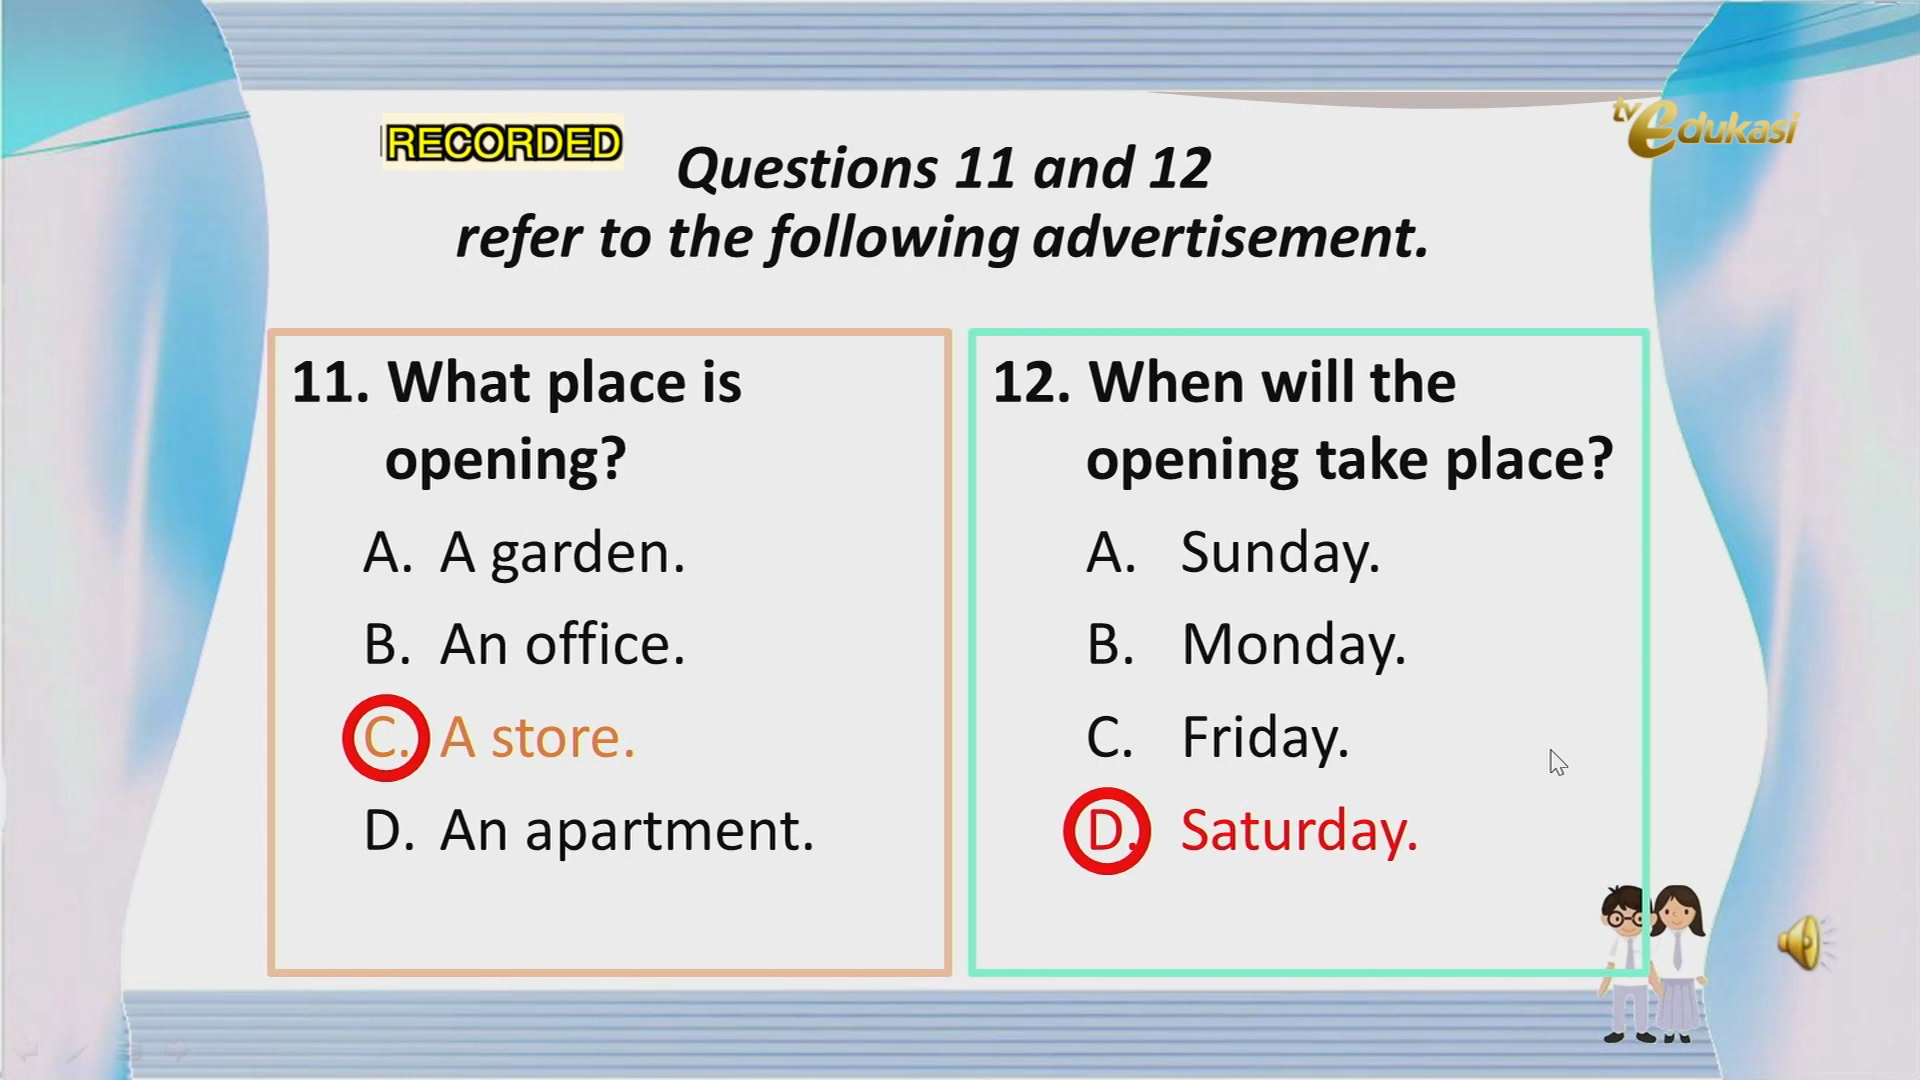 RECORDED
tv edukasi
Questions 11 and 12
refer to the following advertisement.
11. What place is
opening?
A. A garden.
B. An office.
C. A store.
D. An apartment.
12. When will the
opening take place?
A. Sunday.
B. Monday.
C. Friday.
D. Saturday.